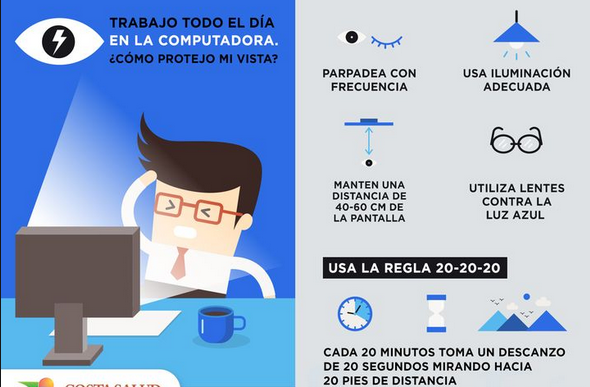 TRABAJO TODO EL DÍA
EN LA COMPUTADORA.
¿CÓMO PROTEJO MI VISTA?
PARPADEA CON
FRECUENCIA
USA ILUMINACIÓN
ADECUADA
MANTEN UNA
DISTANCIA DE
40-60 CM DE
LA PANTALLA
UTILIZA LENTES
CONTRA LA
LUZ AZUL
USA LA REGLA 20-20-20
CADA 20 MINUTOS TOMA UN DESCANZO
DE 20 SEGUNDOS MIRANDO HACIA
20 PIES DE DISTANCIA
COSTA SALUD